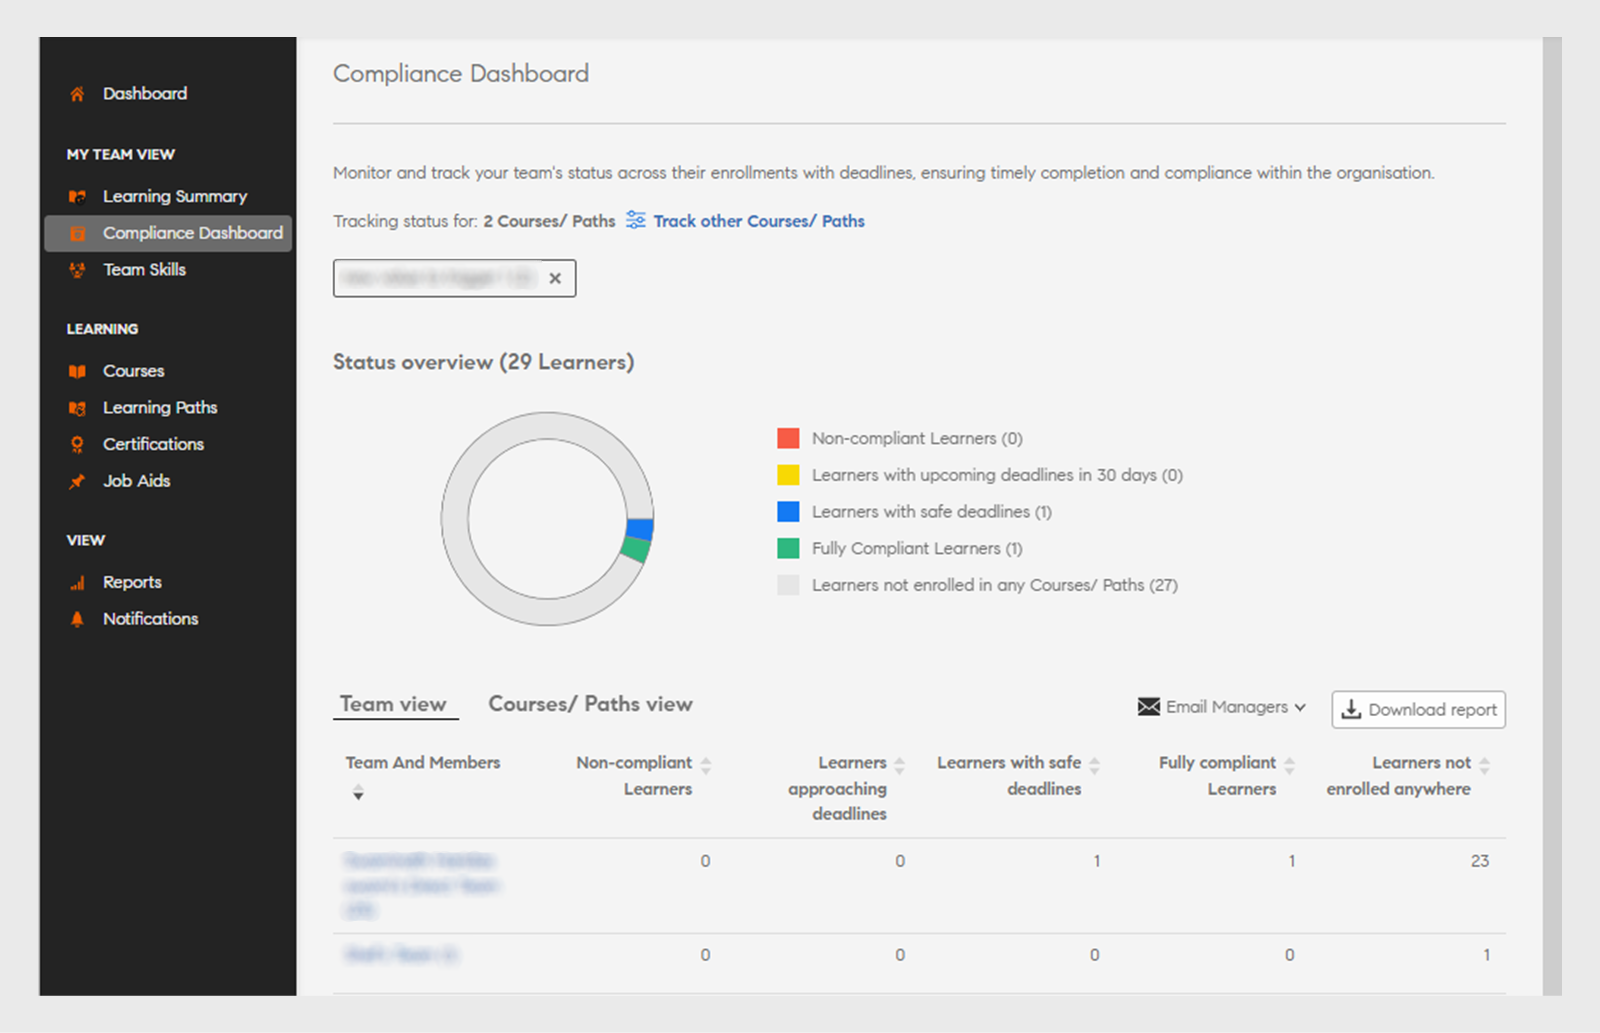 Dashboard
MY TEAM VIEW
Learning Summary
Compliance Dashboard
Team Skills
LEARNING
Courses
Learning Paths
Certifications
Job Aids
VIEW
Reports
Notifications
Compliance Dashboard
Monitor and track your team's status across their enrollments with deadlines, ensuring timely completion and compliance within the organisation.
Tracking status for: 2 Courses/ Paths Track other Courses/ Paths
Status overview (29 Learners)
Non-compliant Learners (0)
Learners with upcoming deadlines in 30 days (0)
Learners with safe deadlines (1)
Fully Compliant Learners (1)
Learners not enrolled in any Courses/ Paths (27)
Team view Courses/ Paths view Email Managers Download report
Team And Members Non-compliant Learners Learners with safe Fully compliant Learners not
Learners approaching deadlines Learners enrolled anywhere
deadlines
0 0 1 1 23
0 0 0 0 1